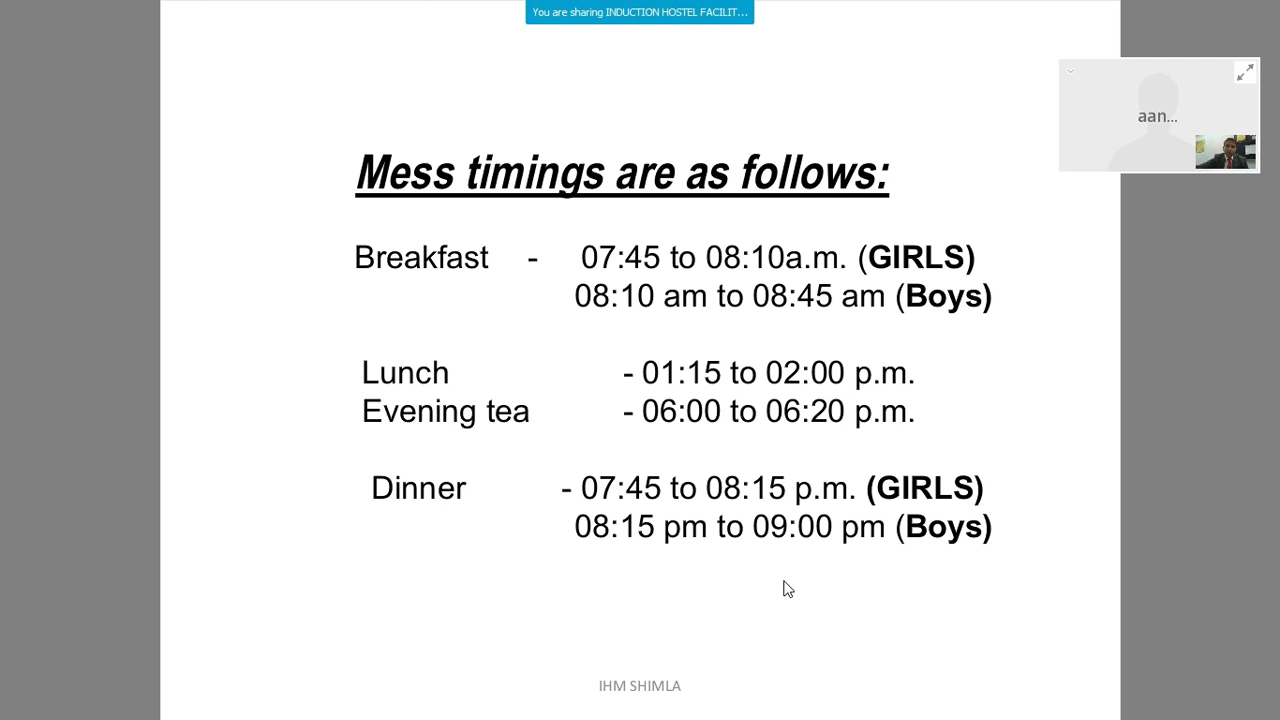 You are sharing INDUCTION HOSTEL FACILIT...
aan...
Mess timings are as follows:
Breakfast - 07:45 to 08:10a.m. (GIRLS)
08:10 am to 08:45 am (Boys)
Lunch - 01:15 to 02:00 p.m.
Evening tea - 06:00 to 06:20 p.m.
Dinner - 07:45 to 08:15 p.m. (GIRLS)
08:15 pm to 09:00 pm (Boys)
IHM SHIMLA